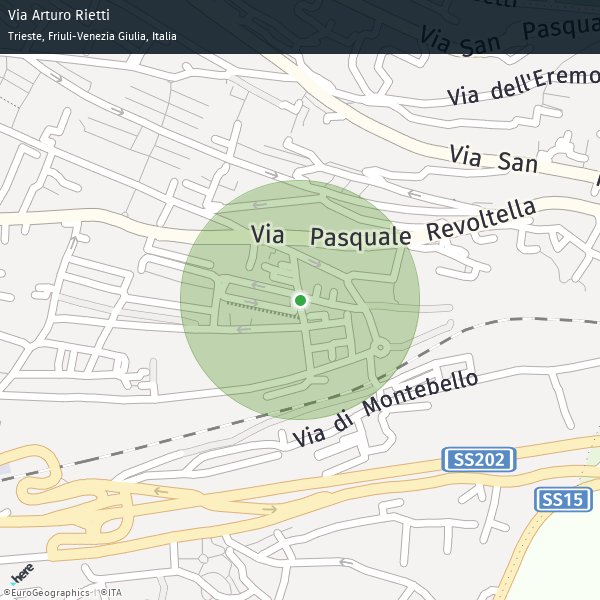 Via Arturo Rietti
Trieste, Friuli-Venezia Giulia, Italia
Via San Pasqua
Via dell'Eremo
Via San
Via Pasquale Revoltella
Via di Montebello
SS202
SS15
here
©EuroGeographics ©ITA